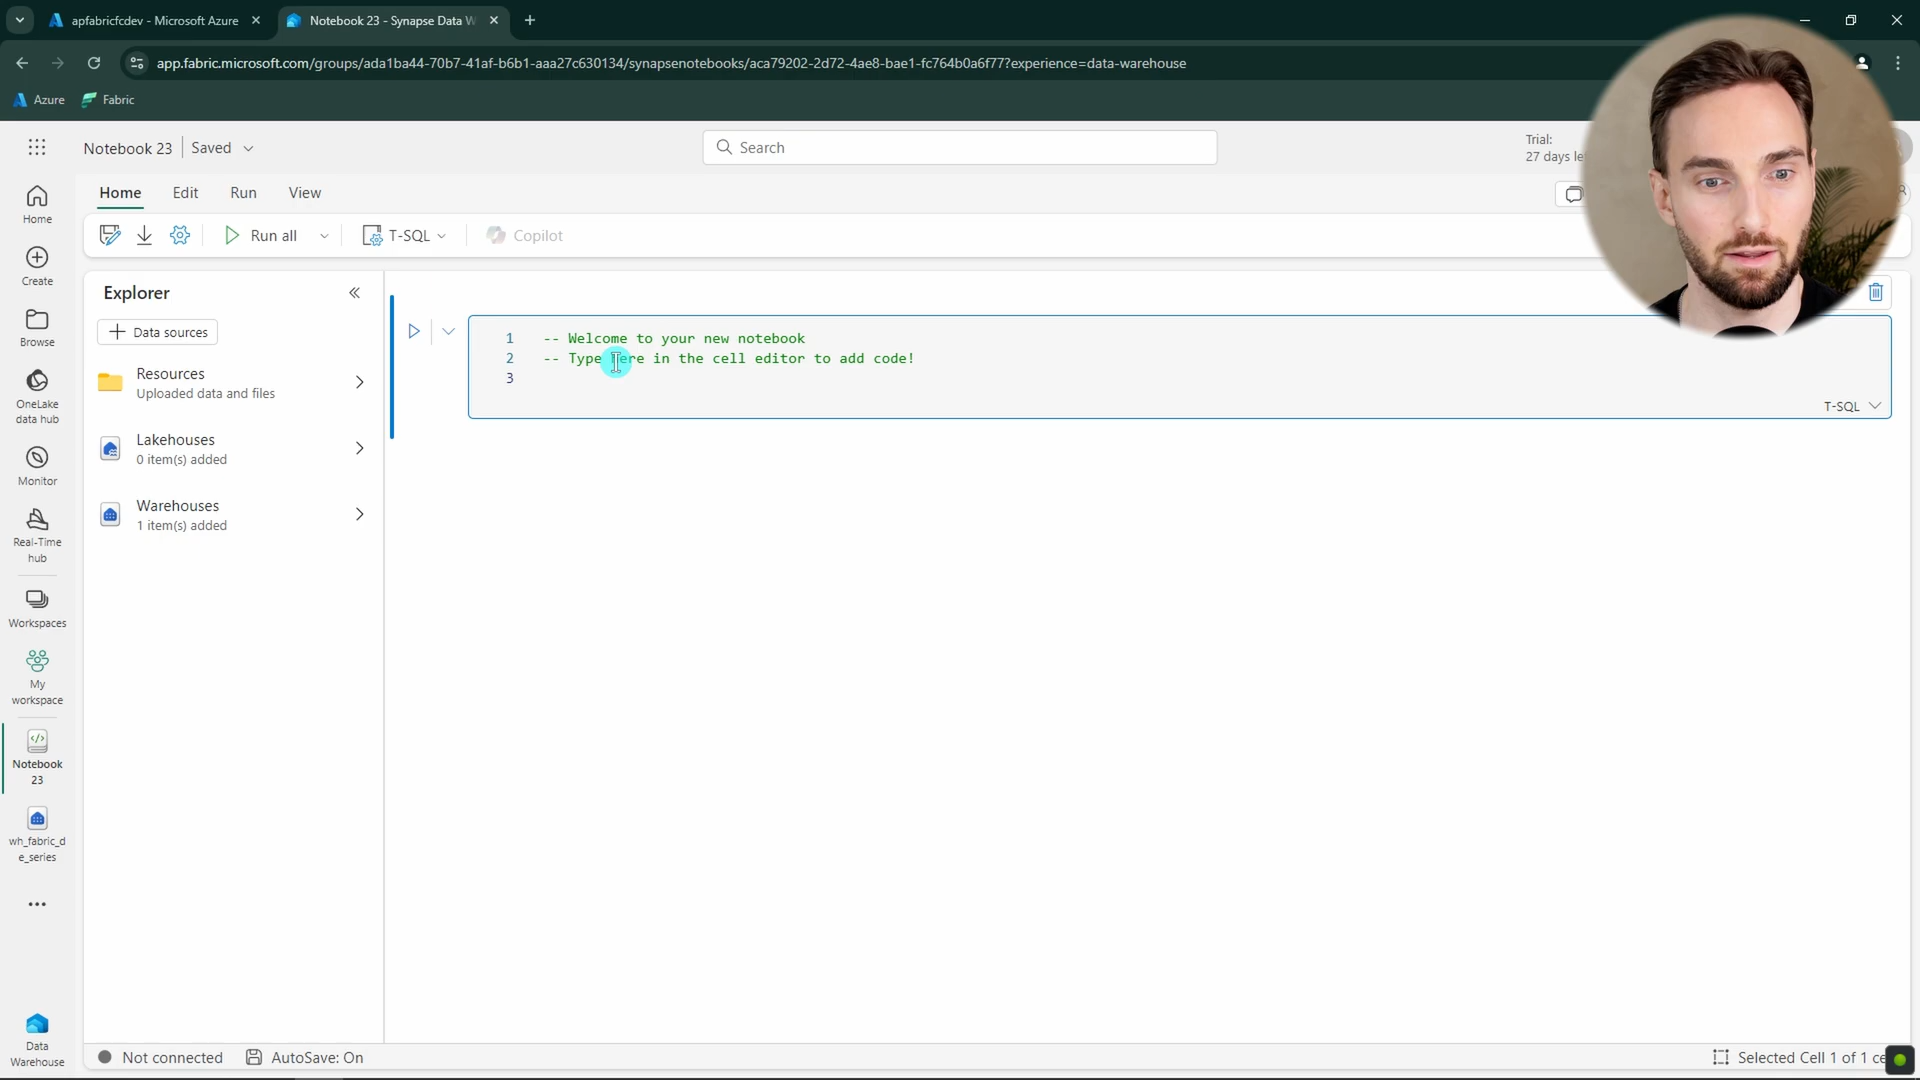 apfabricfcdev - Microsoft Azure
Notebook 23 - Synapse Data W
app.fabric.microsoft.com/groups/ada1ba44-70b7-41af-b6b1-aaa27c630134/synapsenotebooks/aca79202-2d72-4ae8-bae1-fc764b0a6f77?experience=data-warehouse
Azure
Fabric
Notebook 23
Saved
Search
Trial:
27 days le
Home
Edit
Run
View
Run all
T-SQL
Copilot
Home
Create
Browse
OneLake
data hub
Monitor
Real-Time
hub
Workspaces
My
workspace
Notebook
23
wh_fabric_d
e_series
Data
Warehouse
Explorer
Data sources
Resources
Uploaded data and files
Lakehouses
0 item(s) added
Warehouses
1 item(s) added
1 -- Welcome to your new notebook
2 -- Type here in the cell editor to add code!
3
T-SQL
Not connected
AutoSave: On
Selected Cell 1 of 1 ce